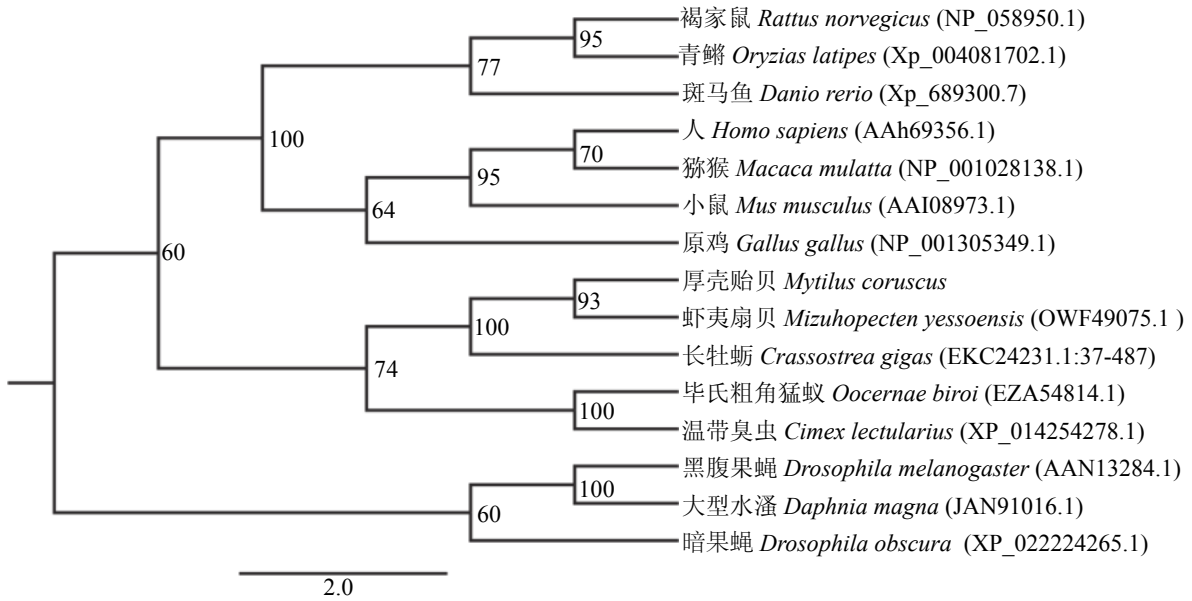 褐家鼠 Rattus norvegicus (NP_058950.1)
95
青鳉 Oryzias latipes (Xp_004081702.1)
77
斑马鱼 Danio rerio (Xp_689300.7)
100
人 Homo sapiens (AAh69356.1)
70
猕猴 Macaca mulatta (NP_001028138.1)
95
小鼠 Mus musculus (AAI08973.1)
64
原鸡 Gallus gallus (NP_001305349.1)
60
厚壳贻贝 Mytilus coruscus
93
虾夷扇贝 Mizuhopecten yessoensis (OWF49075.1 )
100
长牡蛎 Crassostrea gigas (EKC24231.1:37-487)
74
毕氏粗角猛蚁 Oocernae biroi (EZA54814.1)
100
温带臭虫 Cimex lectularius (XP_014254278.1)
黑腹果蝇 Drosophila melanogaster (AAN13284.1)
100
大型水溞 Daphnia magna (JAN91016.1)
60
暗果蝇 Drosophila obscura (XP_022224265.1)
2.0